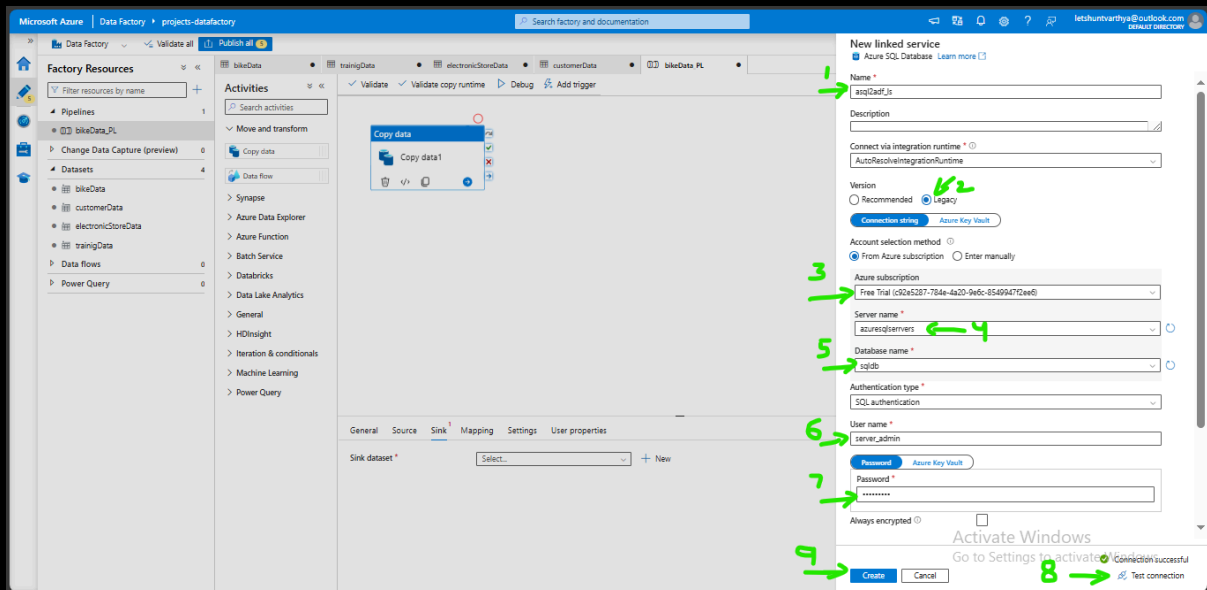 Microsoft Azure | Data Factory ▸ projects-datafactory
Search factory and documentation
letshuntvarthya@outlook.com
DEFAULT DIRECTORY
Data Factory
Validate all
Publish all 5
5
Factory Resources
Filter resources by name
Pipelines 1
bikeData_PL
Change Data Capture (preview) 0
Datasets 4
bikeData
customerData
electronicStoreData
trainigData
Data flows 0
Power Query 0
bikeData
trainigData
electronicStoreData
customerData
bikeData_PL
Activities
Search activities
Move and transform
Copy data
Data flow
Synapse
Azure Data Explorer
Azure Function
Batch Service
Databricks
Data Lake Analytics
General
HDInsight
Iteration & conditionals
Machine Learning
Power Query
Validate
Validate copy runtime
Debug
Add trigger
Copy data
Copy data1
General Source Sink 1 Mapping Settings User properties
Sink dataset *
Select...
+ New
New linked service
Azure SQL Database Learn more
1
Name *
asql2adf_ls
Description
Connect via integration runtime *
AutoResolveIntegrationRuntime
Version
2
Recommended Legacy
Connection string Azure Key Vault
Account selection method
From Azure subscription Enter manually
3
Azure subscription
Free Trial (c92e5287-784e-4a20-9e6c-8549947f2ee6)
Server name *
azuresqlserrvers
4
5
Database name *
sqldb
Authentication type *
SQL authentication
6
User name *
server_admin
Password Azure Key Vault
7
Password *
•••••••••
Always encrypted
Activate Windows
Go to Settings to activate Windows.
Connection successful
9
Create Cancel
8
Test connection